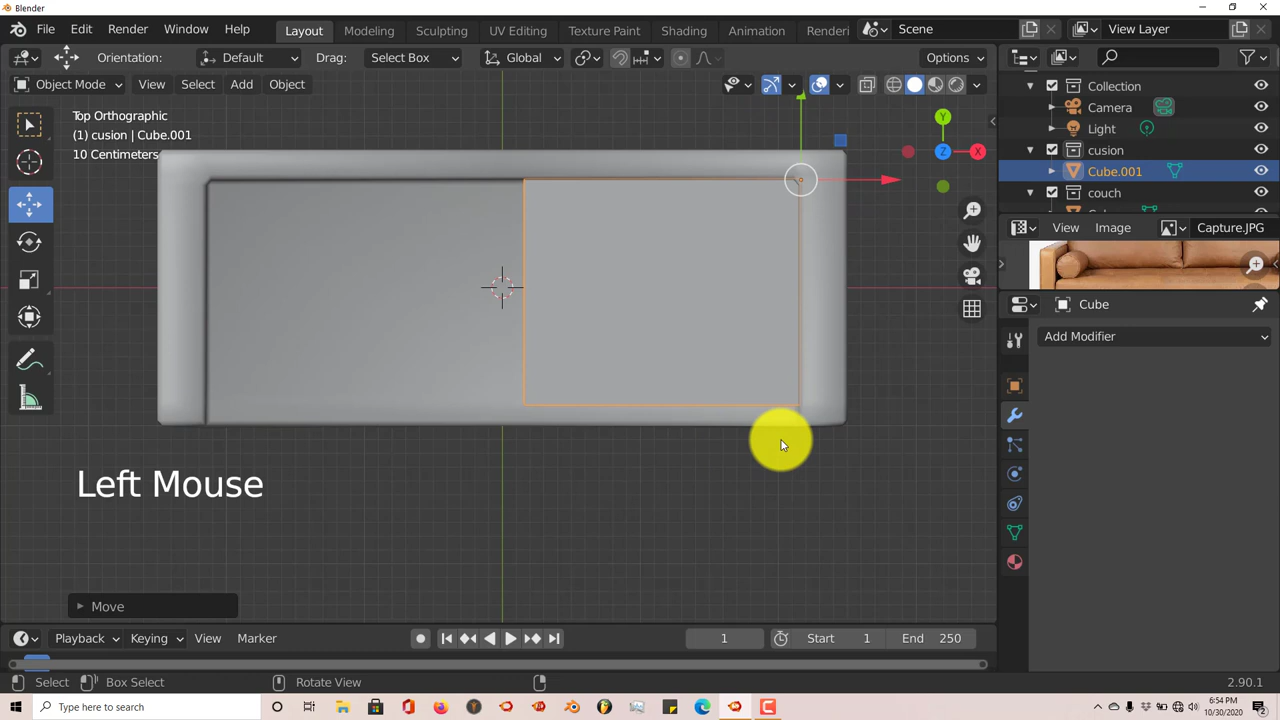 Blender
File Edit Render Window Help Layout Modeling Sculpting UV Editing Texture Paint Shading Animation Renderi Scene View Layer
Orientation: Default Drag: Select Box Global Options
Object Mode View Select Add Object
Collection
Camera
Light
cusion
Cube.001
couch
Top Orthographic
(1) cusion | Cube.001
10 Centimeters
Y
Z
X
View Image Capture.JPG
Cube
Add Modifier
Left Mouse
Move
Playback Keying View Marker 1 Start 1 End 250
Select Box Select Rotate View 2.90.1
Type here to search
6:54 PM
10/30/2020